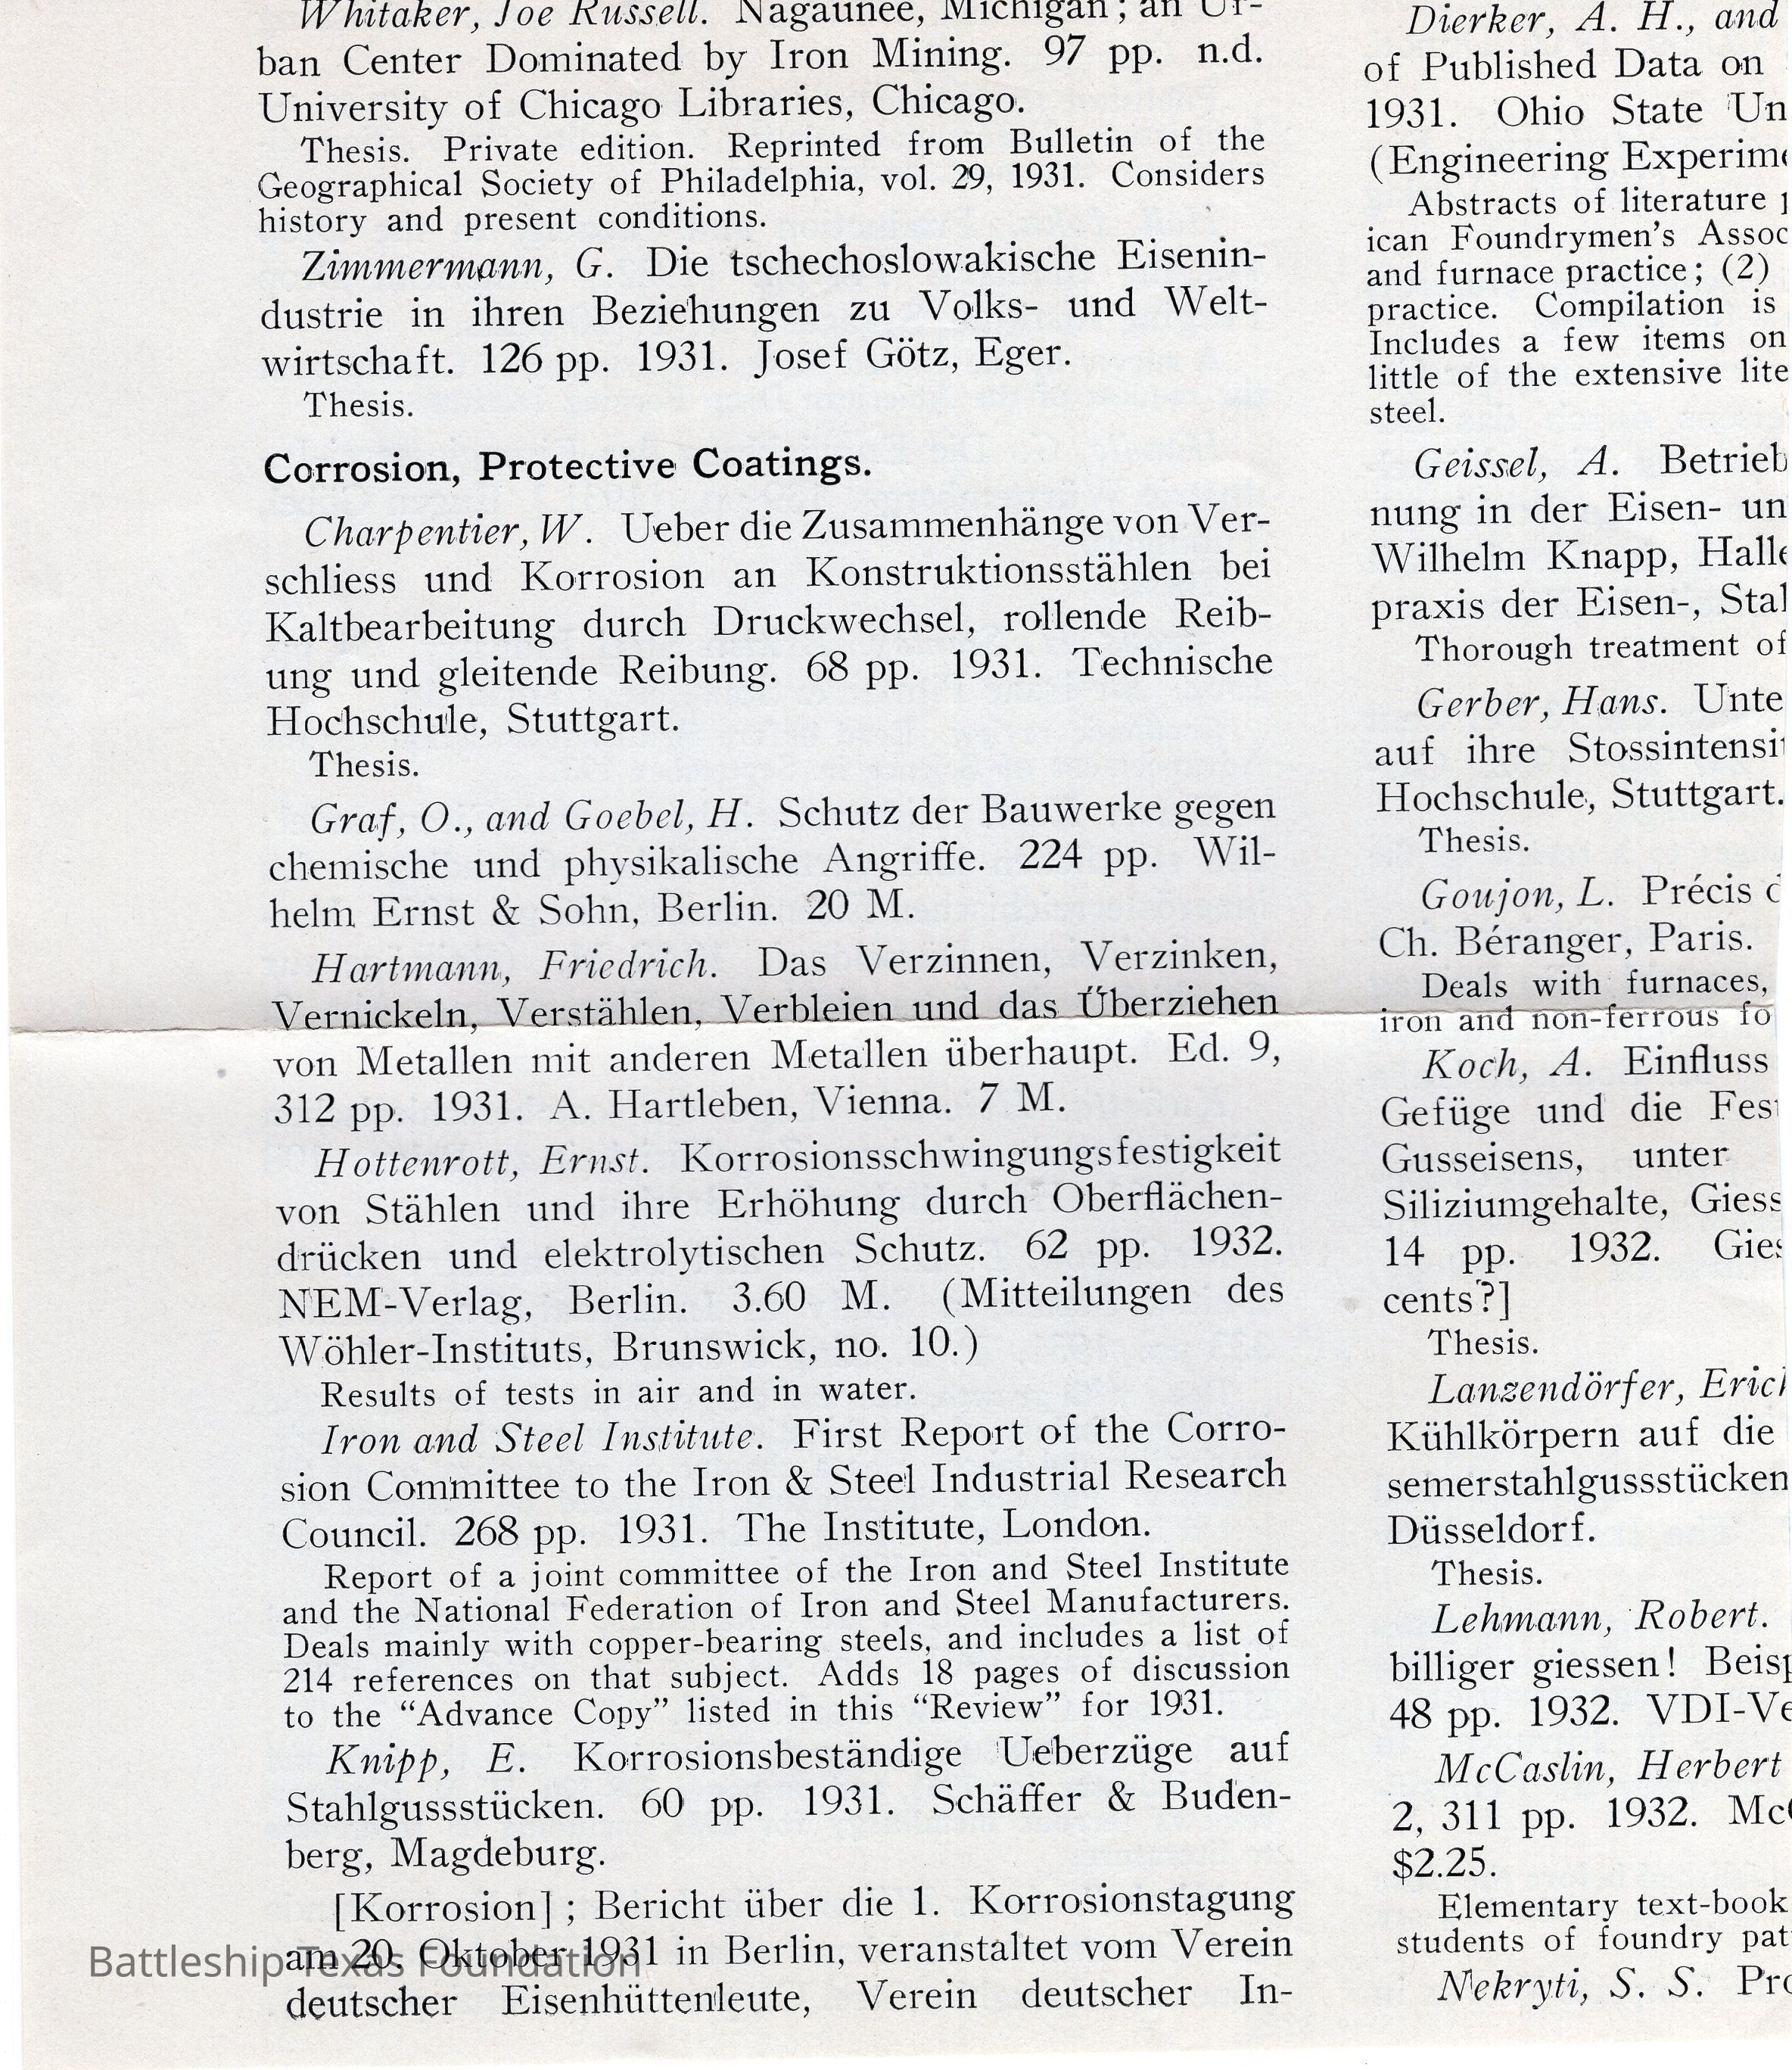 Whitaker, Joe Russell. Nagaunee, Michigan; an Ur-
ban Center Dominated by Iron Mining. 97 pp. n.d.
University of Chicago Libraries, Chicago.
Thesis. Private edition. Reprinted from Bulletin of the
Geographical Society of Philadelphia, vol. 29, 1931. Considers
history and present conditions.
Zimmermann, G. Die tschechoslowakische Eisenin-
dustrie in ihren Beziehungen zu Volks- und Welt-
wirtschaft. 126 pp. 1931. Josef Götz, Eger.
Thesis.
Corrosion, Protective Coatings.
Charpentier, W. Ueber die Zusammenhänge von Ver-
schliess und Korrosion an Konstruktionsstählen bei
Kaltbearbeitung durch Druckwechsel, rollende Reib-
ung und gleitende Reibung. 68 pp. 1931. Technische
Hochschule, Stuttgart.
Thesis.
Graf, O., and Goebel, H. Schutz der Bauwerke gegen
chemische und physikalische Angriffe. 224 pp. Wil-
helm Ernst & Sohn, Berlin. 20 M.
Hartmann, Friedrich. Das Verzinnen, Verzinken,
Vernickeln, Verstählen, Verbleien und das Überziehen
von Metallen mit anderen Metallen überhaupt. Ed. 9,
312 pp. 1931. A. Hartleben, Vienna. 7 M.
Hottenrott, Ernst. Korrosionsschwingungsfestigkeit
von Stählen und ihre Erhöhung durch Oberflächen-
drücken und elektrolytischen Schutz. 62 pp. 1932.
NEM-Verlag, Berlin. 3.60 M. (Mitteilungen des
Wöhler-Instituts, Brunswick, no. 10.)
Results of tests in air and in water.
Iron and Steel Institute. First Report of the Corro-
sion Committee to the Iron & Steel Industrial Research
Council. 268 pp. 1931. The Institute, London.
Report of a joint committee of the Iron and Steel Institute
and the National Federation of Iron and Steel Manufacturers.
Deals mainly with copper-bearing steels, and includes a list of
214 references on that subject. Adds 18 pages of discussion
to the “Advance Copy” listed in this “Review” for 1931.
Knipp, E. Korrosionsbeständige Ueberzüge auf
Stahlgussstücken. 60 pp. 1931. Schäffer & Buden-
berg, Magdeburg.
[Korrosion]; Bericht über die 1. Korrosionstagung
am 20. Oktober 1931 in Berlin, veranstaltet vom Verein
deutscher Eisenhüttenleute, Verein deutscher In-
Battleship Texas Foundation
Dierker, A. H., and
of Published Data on
1931. Ohio State Un
(Engineering Experim
Abstracts of literature
ican Foundrymen's Assoc
and furnace practice; (2)
practice. Compilation is
Includes a few items on
little of the extensive lite
steel.
Geissel, A. Betrieb
nung in der Eisen- un
Wilhelm Knapp, Halle
praxis der Eisen-, Stal
Thorough treatment of
Gerber, Hans. Unte
auf ihre Stossintensit
Hochschule, Stuttgart.
Thesis.
Goujon, L. Précis d
Ch. Béranger, Paris.
Deals with furnaces,
iron and non-ferrous fo
Koch, A. Einfluss
Gefüge und die Fest
Gusseisens, unter
Siliziumgehalte, Giess
14 pp. 1932. Gies
cents?]
Thesis.
Lanzendörfer, Erich
Kühlkörpern auf die
semerstahlgussstücken
Düsseldorf.
Thesis.
Lehmann, Robert.
billiger giessen! Beisp
48 pp. 1932. VDI-Ve
McCaslin, Herbert
2, 311 pp. 1932. Mc
$2.25.
Elementary text-book
students of foundry pat
Nekryti, S. S. Pro